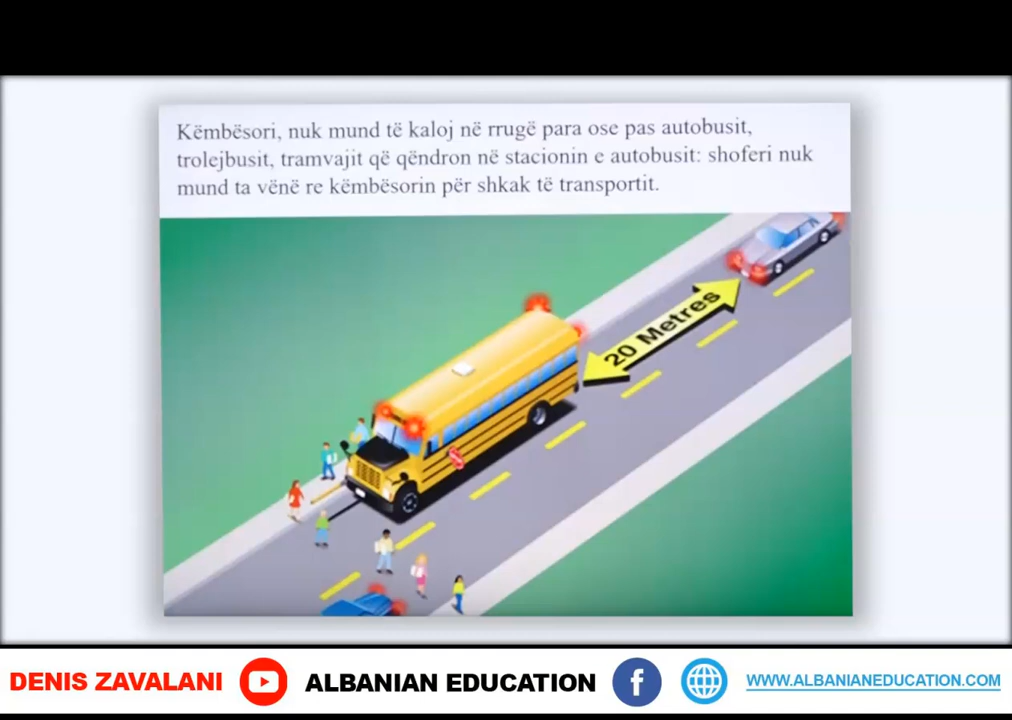 Këmbësori, nuk mund të kaloj në rrugë para ose pas autobusit,
trolejbusit, tramvajit që qëndron në stacionin e autobusit: shoferi nuk
mund ta vënë re këmbësorin për shkak të transportit.
20 Metres
DENIS ZAVALANI
ALBANIAN EDUCATION
WWW.ALBANIANEDUCATION.COM